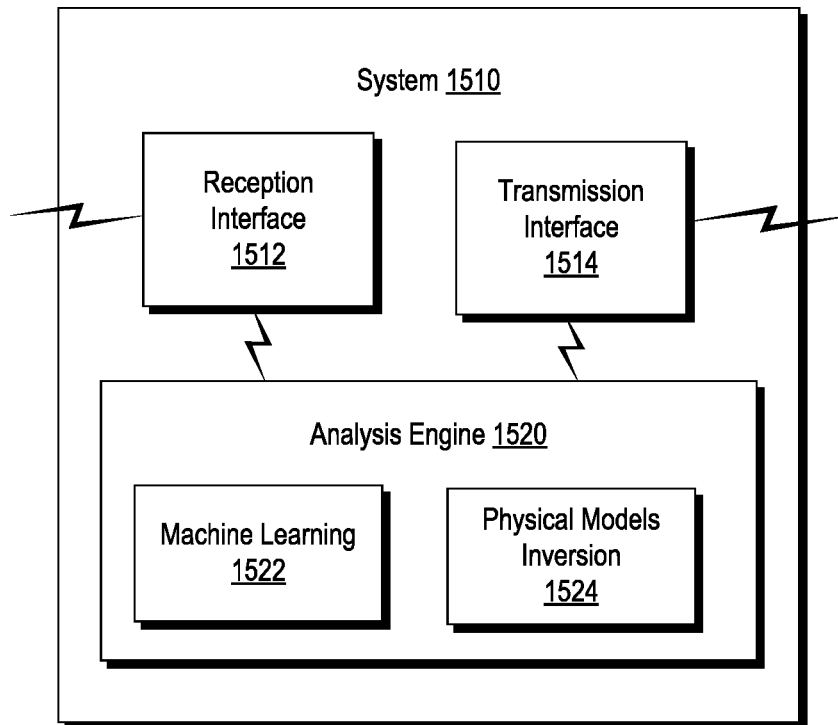 System 1510
Reception
Interface
1512
Transmission
Interface
1514
Analysis Engine 1520
Machine Learning
1522
Physical Models
Inversion
1524